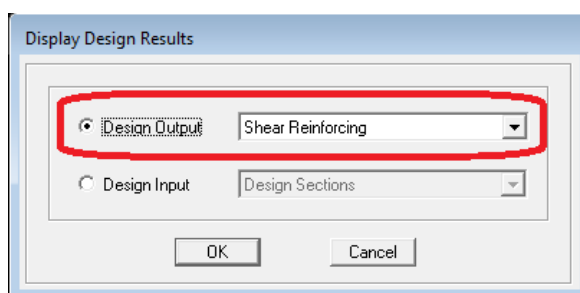 Display Design Results
Design Output Shear Reinforcing
Design Input Design Sections
OK Cancel